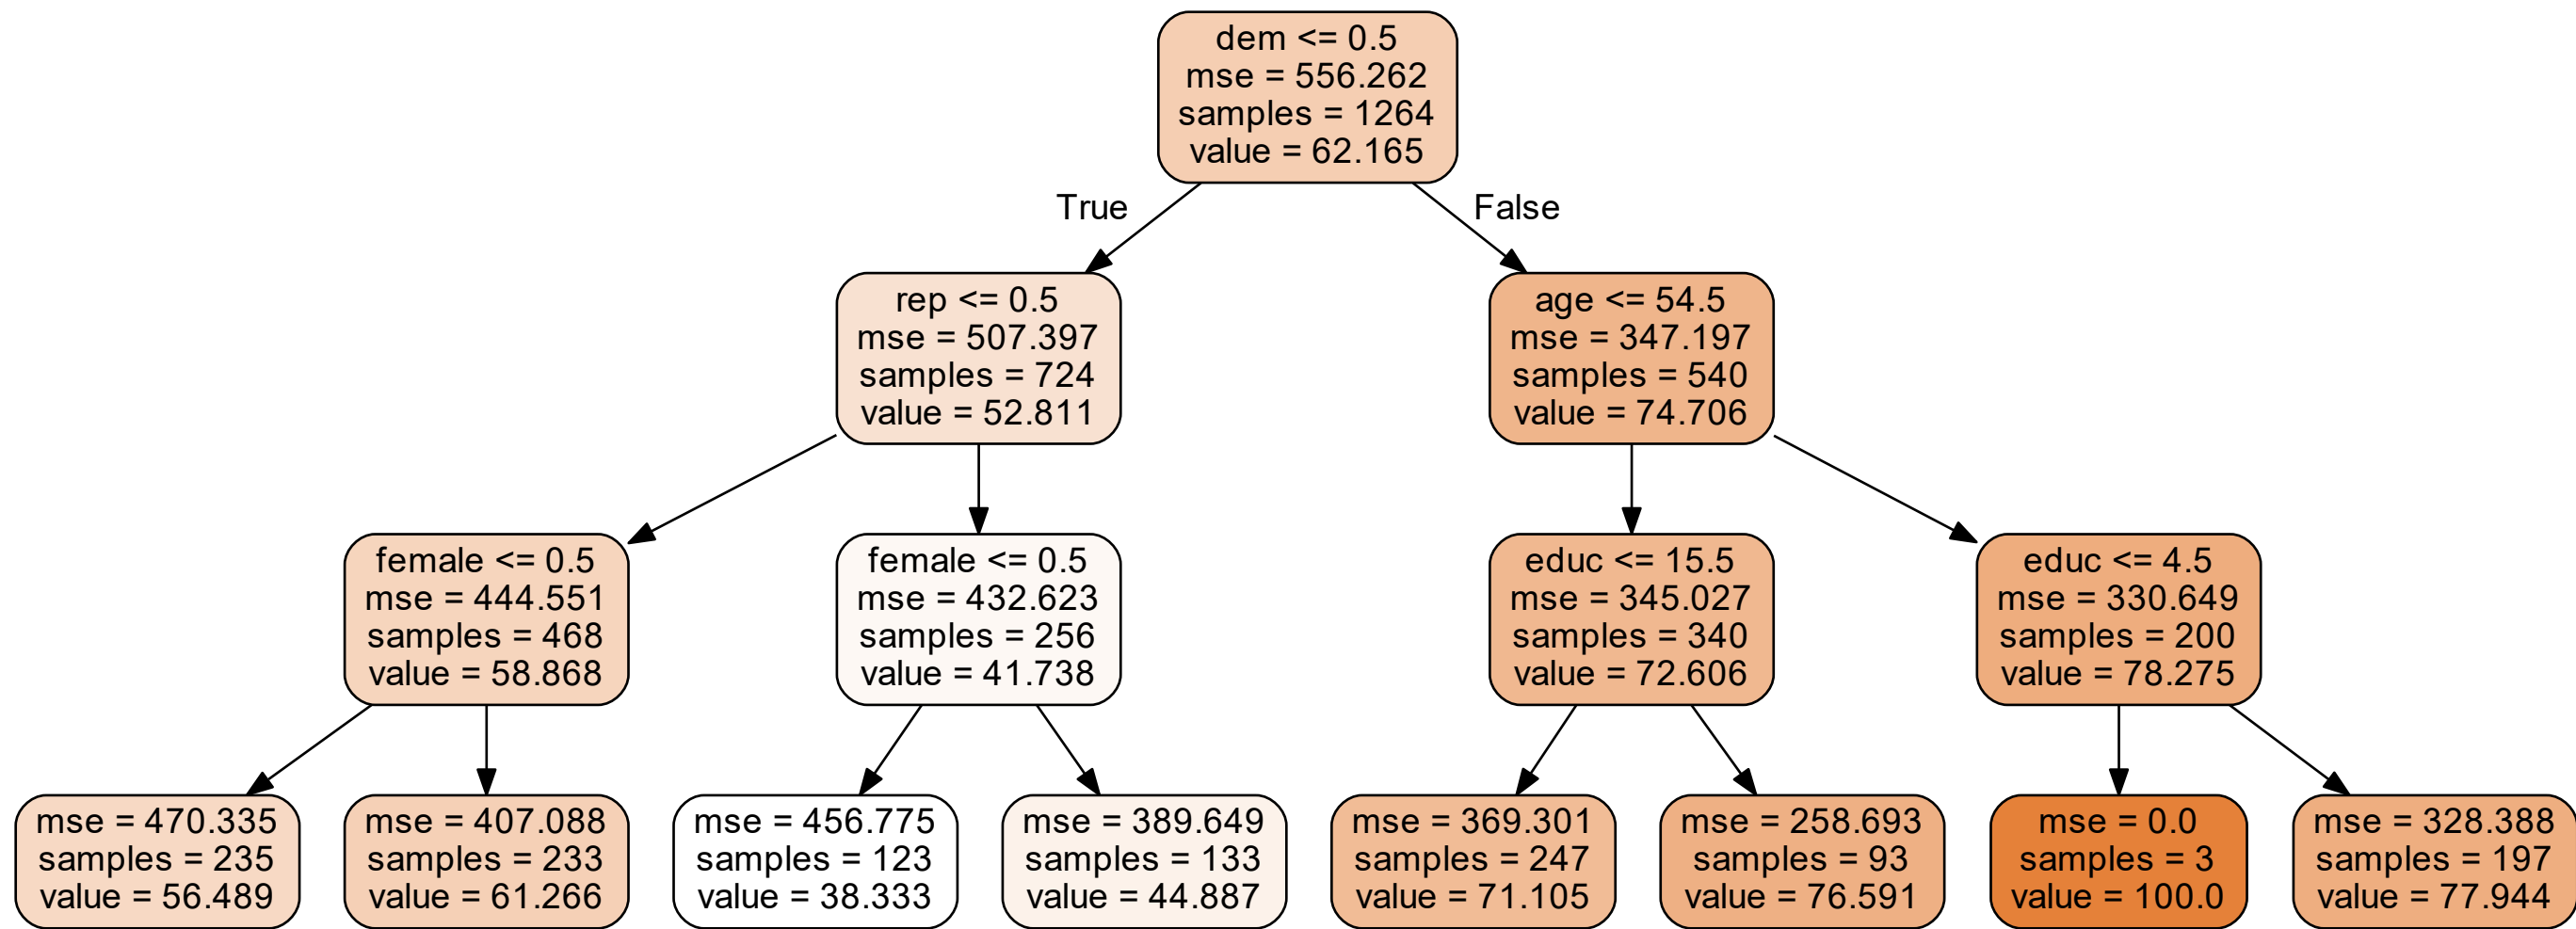 dem <= 0.5
mse = 556.262
samples = 1264
value = 62.165
True
False
rep <= 0.5
mse = 507.397
samples = 724
value = 52.811
age <= 54.5
mse = 347.197
samples = 540
value = 74.706
female <= 0.5
mse = 444.551
samples = 468
value = 58.868
female <= 0.5
mse = 432.623
samples = 256
value = 41.738
educ <= 15.5
mse = 345.027
samples = 340
value = 72.606
educ <= 4.5
mse = 330.649
samples = 200
value = 78.275
mse = 470.335
samples = 235
value = 56.489
mse = 407.088
samples = 233
value = 61.266
mse = 456.775
samples = 123
value = 38.333
mse = 389.649
samples = 133
value = 44.887
mse = 369.301
samples = 247
value = 71.105
mse = 258.693
samples = 93
value = 76.591
mse = 0.0
samples = 3
value = 100.0
mse = 328.388
samples = 197
value = 77.944